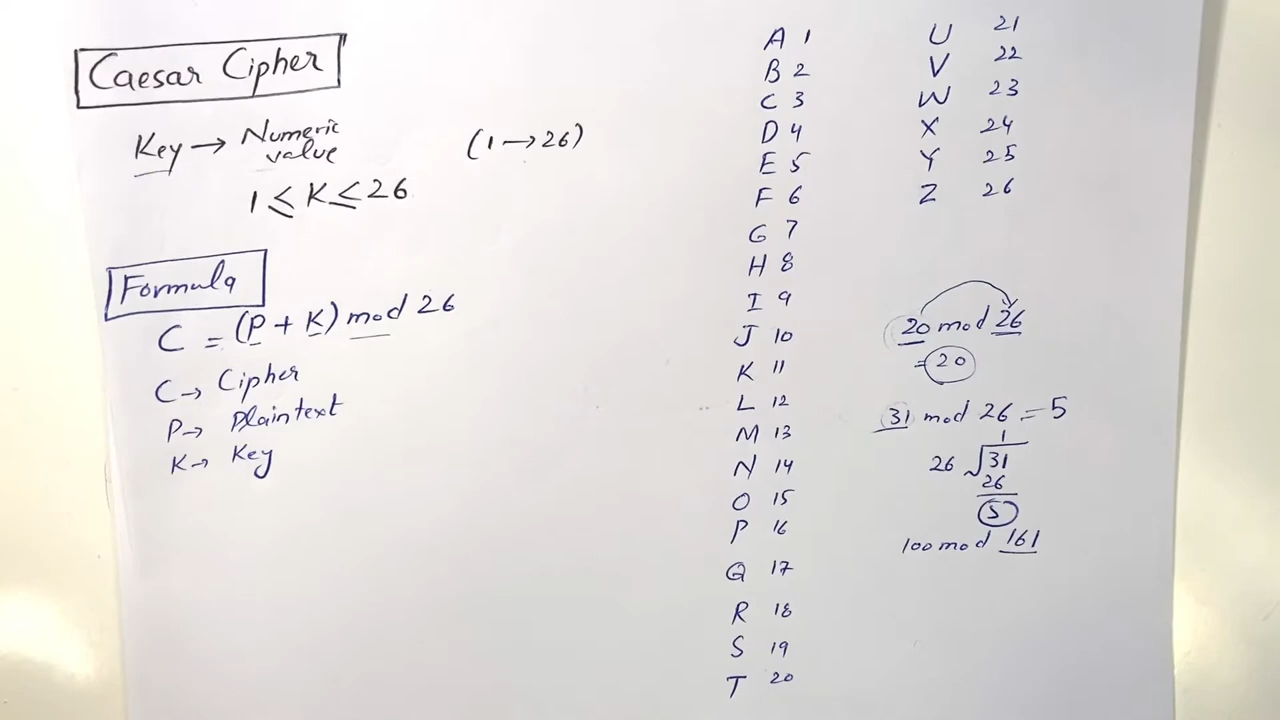 Caesar Cipher
Key → Numeric value (1 → 26)
1 ≤ K ≤ 26
Formula
C = (P + K) mod 26
C → Cipher
P → Plaintext
K → Key
A 1
B 2
C 3
D 4
E 5
F 6
G 7
H 8
I 9
J 10
K 11
L 12
M 13
N 14
O 15
P 16
Q 17
R 18
S 19
T 20
U 21
V 22
W 23
X 24
Y 25
Z 26
20 mod 26
= 20
31 mod 26 = 5
1
26 √31
26
5
100 mod 161